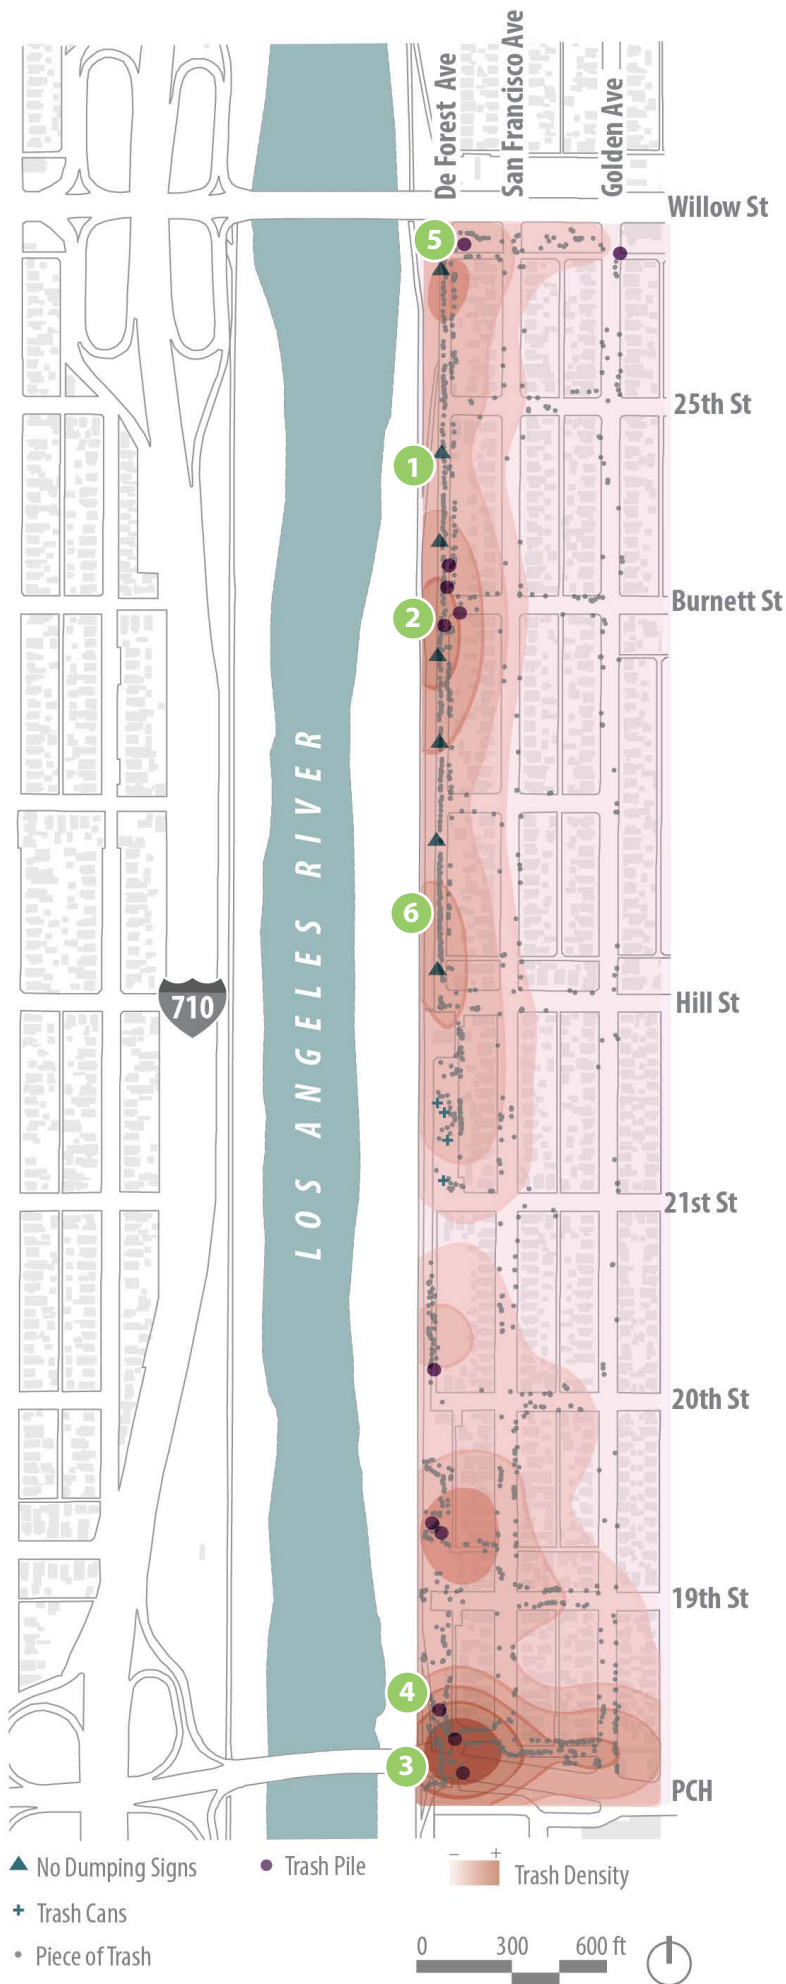 De Forest Ave
San Francisco Ave
Golden Ave
Willow St
5
25th St
1
Burnett St
2
LOS ANGELES RIVER
6
710
Hill St
21st St
20th St
19th St
4
3
PCH
No Dumping Signs
Trash Pile
- +
Trash Density
Trash Cans
Piece of Trash
0 300 600 ft